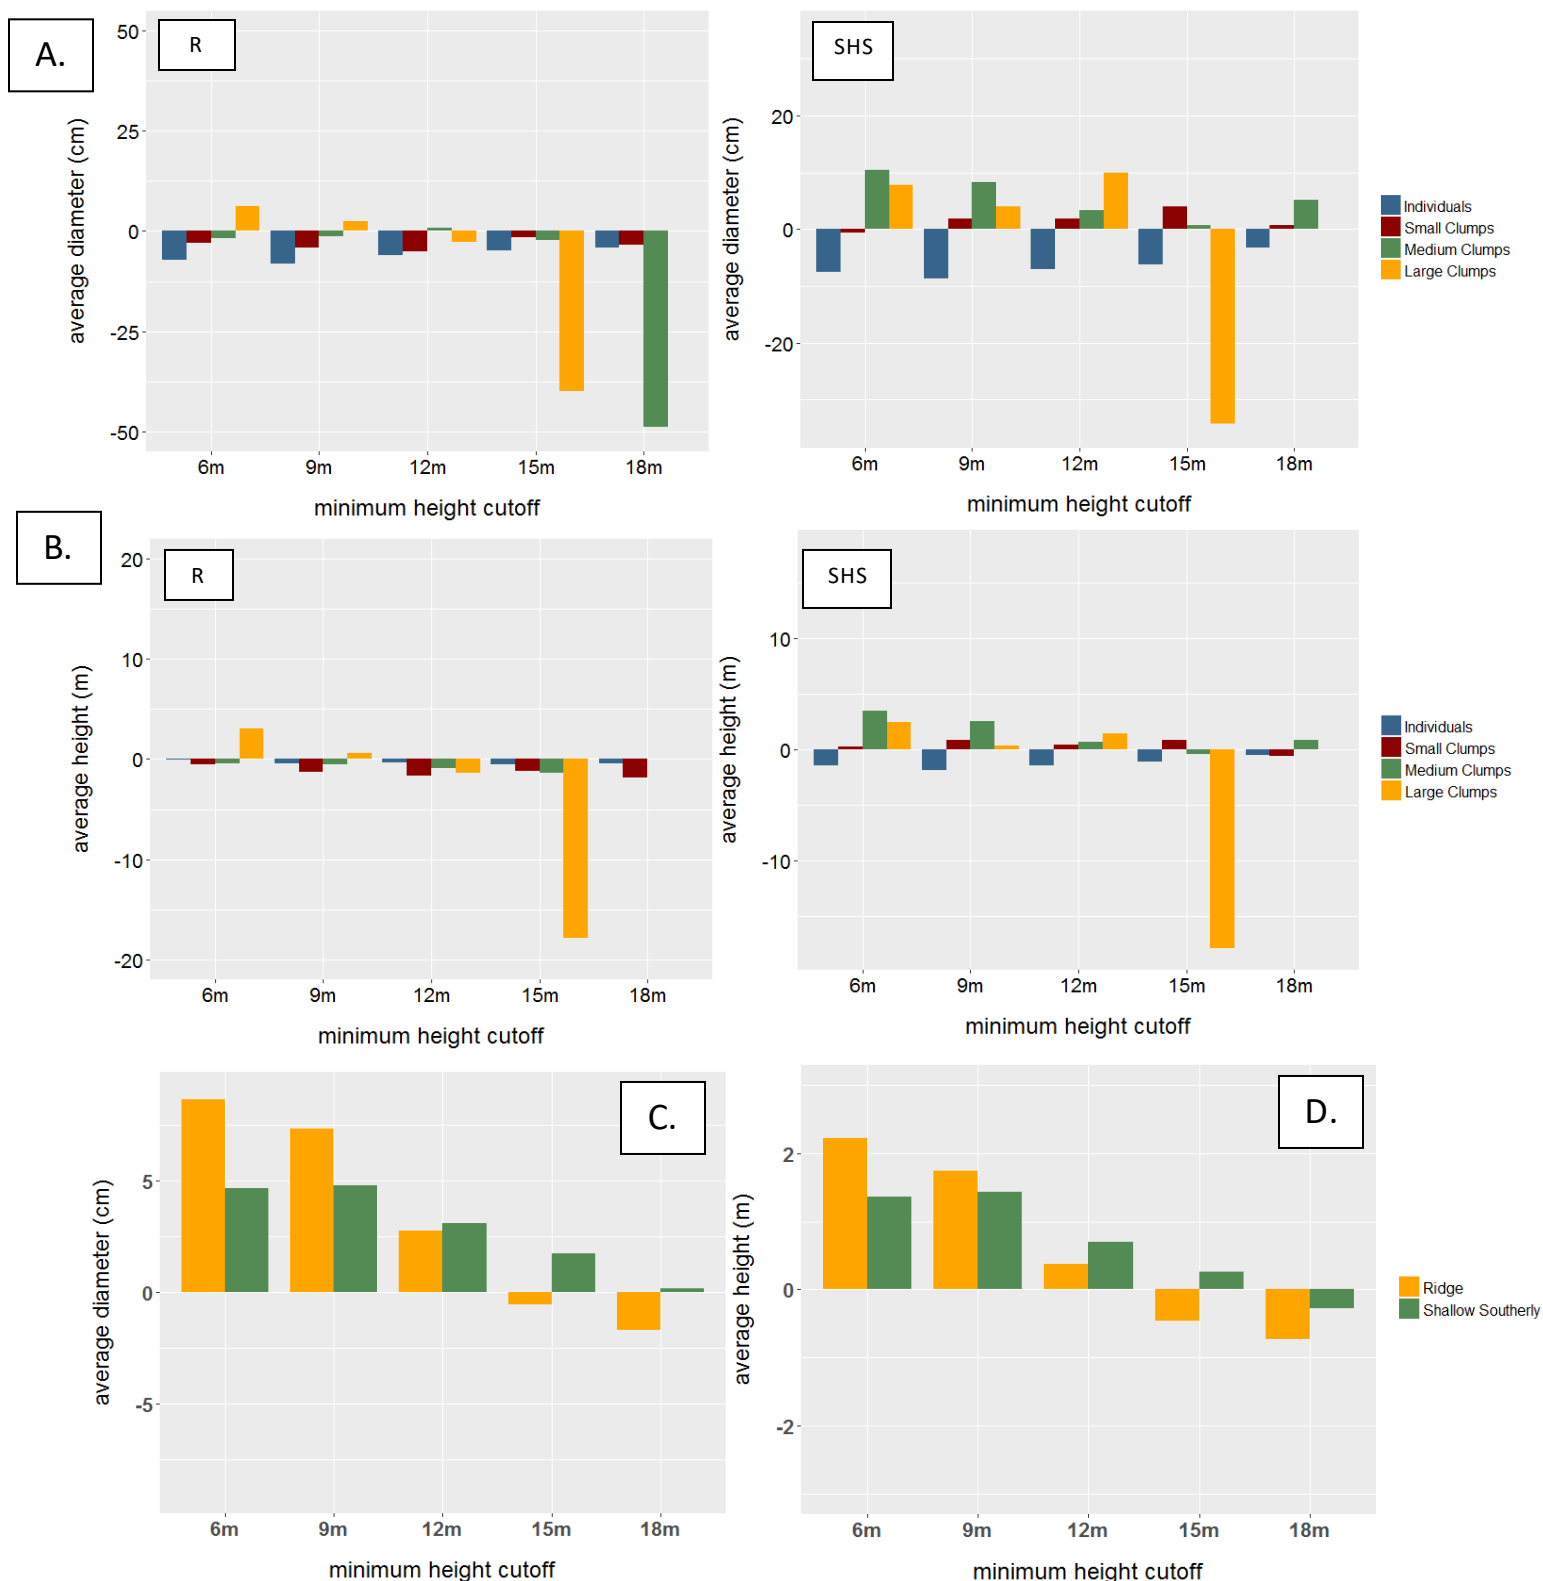 A.
R
50
25
0
-25
-50
average diameter (cm)
6m 9m 12m 15m 18m
minimum height cutoff
SHS
20
0
-20
average diameter (cm)
6m 9m 12m 15m 18m
minimum height cutoff
Individuals
Small Clumps
Medium Clumps
Large Clumps
B.
R
20
10
0
-10
-20
average height (m)
6m 9m 12m 15m 18m
minimum height cutoff
SHS
10
0
-10
average height (m)
6m 9m 12m 15m 18m
minimum height cutoff
Individuals
Small Clumps
Medium Clumps
Large Clumps
C.
5
0
-5
average diameter (cm)
6m 9m 12m 15m 18m
minimum height cutoff
D.
2
0
-2
average height (m)
6m 9m 12m 15m 18m
minimum height cutoff
Ridge
Shallow Southerly